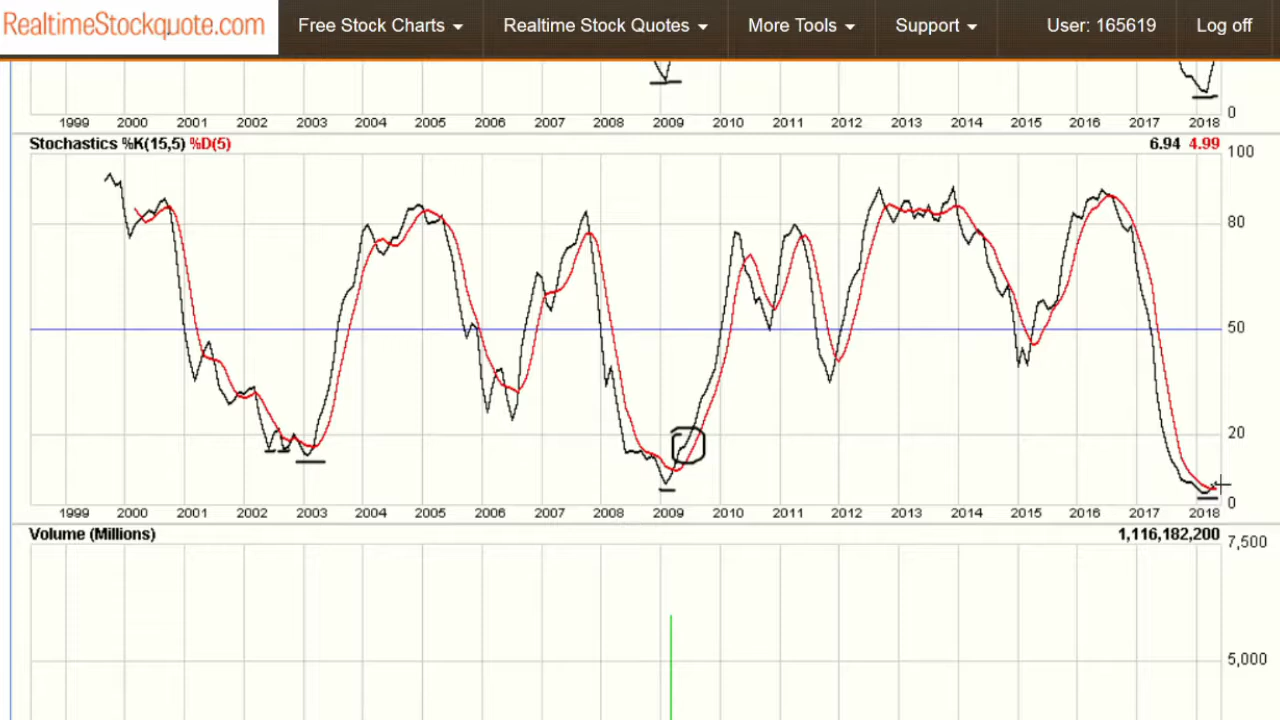 RealtimeStockquote.com Free Stock Charts Realtime Stock Quotes More Tools Support User: 165619 Log off
0
1999 2000 2001 2002 2003 2004 2005 2006 2007 2008 2009 2010 2011 2012 2013 2014 2015 2016 2017 2018
Stochastics %K(15,5) %D(5) 6.94 4.99
100
80
50
20
0
1999 2000 2001 2002 2003 2004 2005 2006 2007 2008 2009 2010 2011 2012 2013 2014 2015 2016 2017 2018
Volume (Millions) 1,116,182,200
7,500
5,000